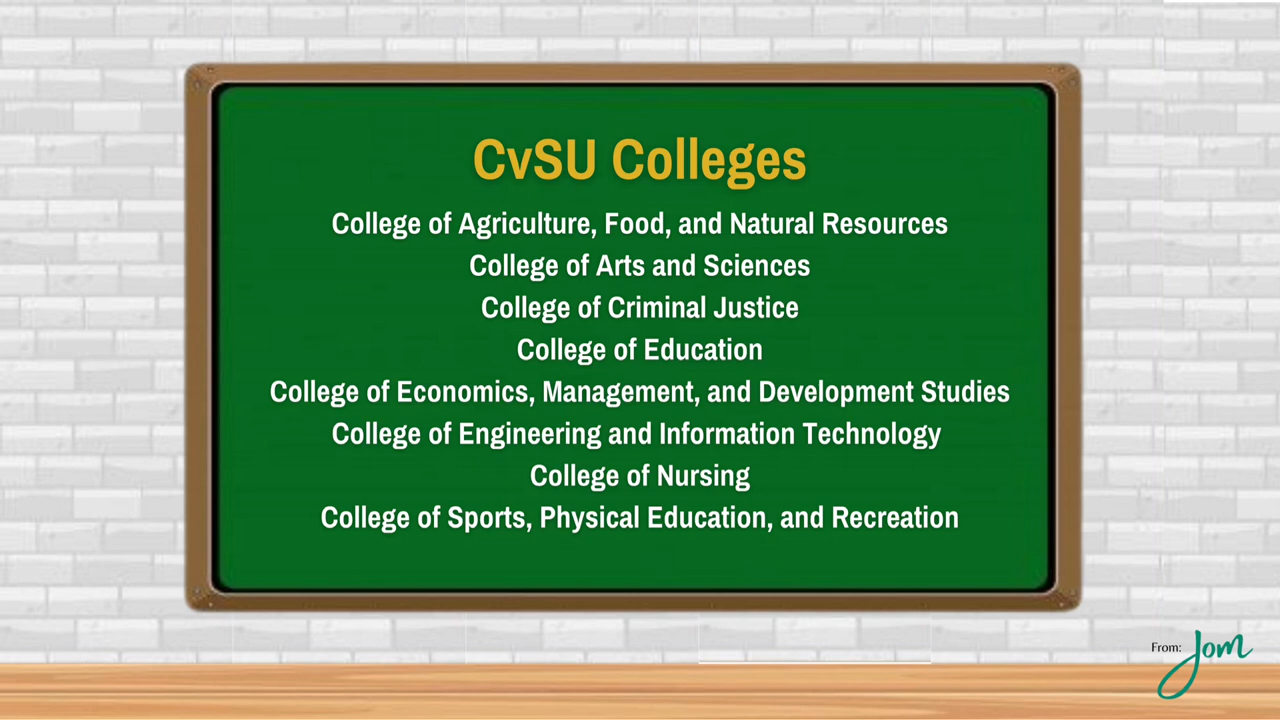 CvSU Colleges
College of Agriculture, Food, and Natural Resources
College of Arts and Sciences
College of Criminal Justice
College of Education
College of Economics, Management, and Development Studies
College of Engineering and Information Technology
College of Nursing
College of Sports, Physical Education, and Recreation
From: Jom